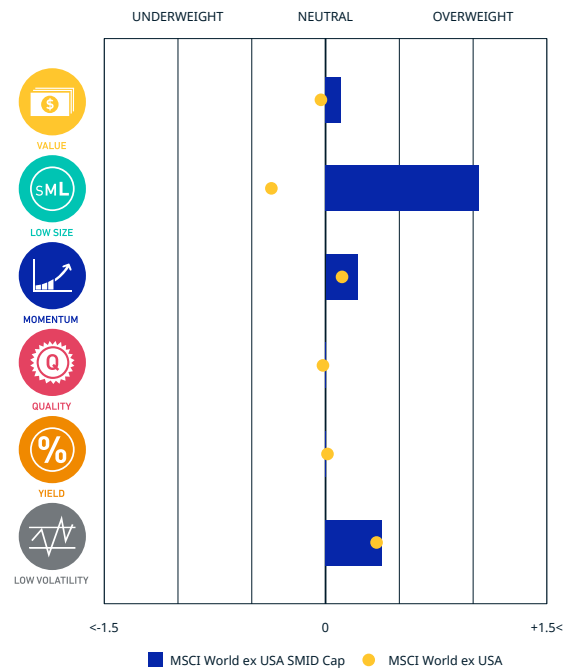 UNDERWEIGHT NEUTRAL OVERWEIGHT
$
VALUE
SML
LOW SIZE
MOMENTUM
Q
QUALITY
%
YIELD
LOW VOLATILITY
<-1.5 0 +1.5<
MSCI World ex USA SMID Cap MSCI World ex USA